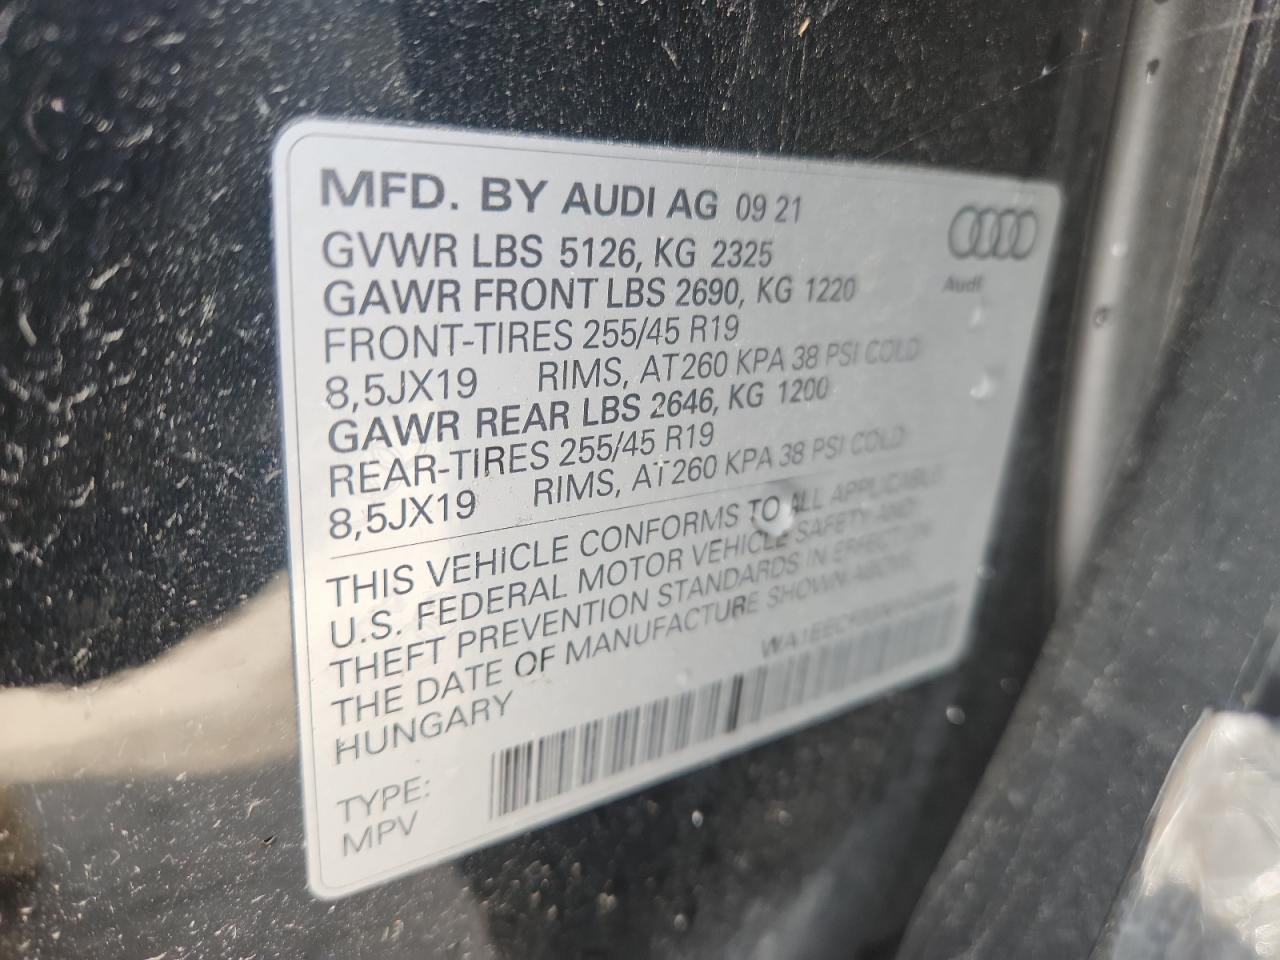 MFD. BY AUDI AG 09 21
GVWR LBS 5126, KG 2325
GAWR FRONT LBS 2690, KG 1220
FRONT-TIRES 255/45 R19
8,5JX19 RIMS, AT260 KPA 38 PSI COLD
GAWR REAR LBS 2646, KG 1200
REAR-TIRES 255/45 R19
8,5JX19 RIMS, AT260 KPA 38 PSI COLD
THIS VEHICLE CONFORMS TO ALL APPLICABLE
U.S. FEDERAL MOTOR VEHICLE SAFETY AND
THEFT PREVENTION STANDARDS IN EFFECT ON
THE DATE OF MANUFACTURE SHOWN ABOVE
HUNGARY
TYPE:
MPV
Audi